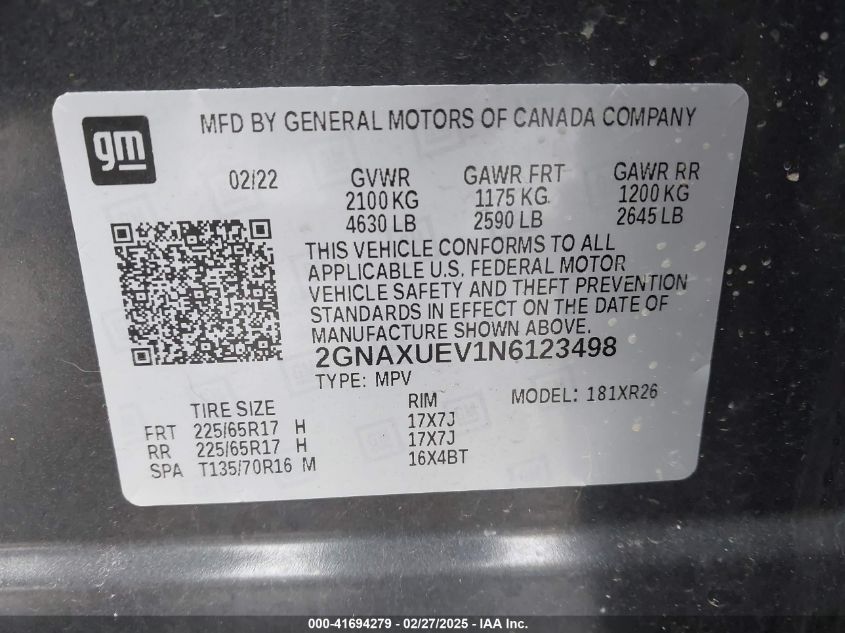 gm
MFD BY GENERAL MOTORS OF CANADA COMPANY
02/22 GVWR GAWR FRT GAWR RR
2100 KG 1175 KG 1200 KG
4630 LB 2590 LB 2645 LB
THIS VEHICLE CONFORMS TO ALL
APPLICABLE U.S. FEDERAL MOTOR
VEHICLE SAFETY AND THEFT PREVENTION
STANDARDS IN EFFECT ON THE DATE OF
MANUFACTURE SHOWN ABOVE.
2GNAXUEV1N6123498
TYPE: MPV MODEL: 181XR26
TIRE SIZE RIM
FRT 225/65R17 H 17X7J
RR 225/65R17 H 17X7J
SPA T135/70R16 M 16X4BT
000-41694279 - 02/27/2025 - IAA, Inc.